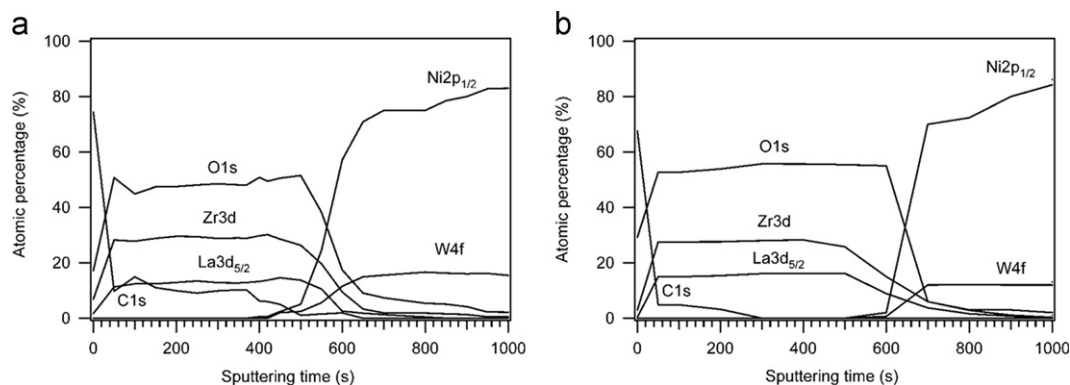 a
100
80
60
40
20
0
Atomic percentage (%)
Ni2p1/2
O1s
Zr3d
La3d5/2
C1s
W4f
0 200 400 600 800 1000
Sputtering time (s)
b
100
80
60
40
20
0
Atomic percentage (%)
Ni2p1/2
O1s
Zr3d
La3d5/2
C1s
W4f
0 200 400 600 800 1000
Sputtering time (s)